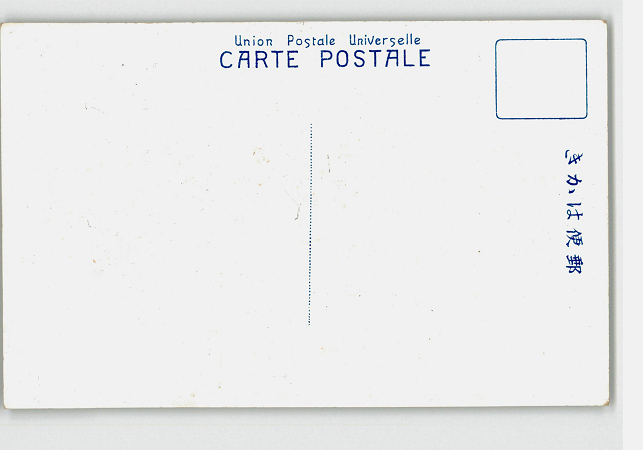 Union Postale Universelle
CARTE POSTALE
郵便はかき